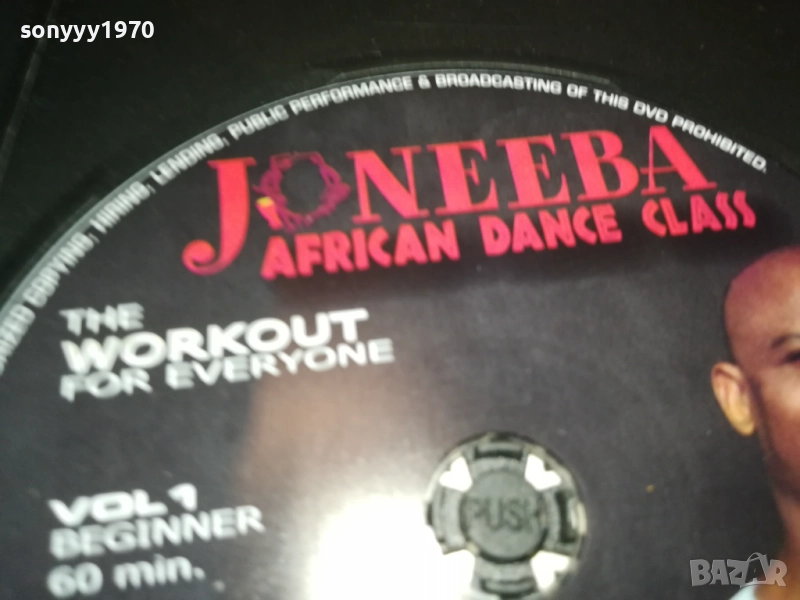 sonyyy1970
COPYING, HIRING, LENDING, PUBLIC PERFORMANCE & BROADCASTING OF THIS DVD PROHIBITED.
JONEEBA
AFRICAN DANCE CLASS
THE
WORKOUT
FOR EVERYONE
VOL 1
BEGINNER
60 min.
PUSH
BAZAR